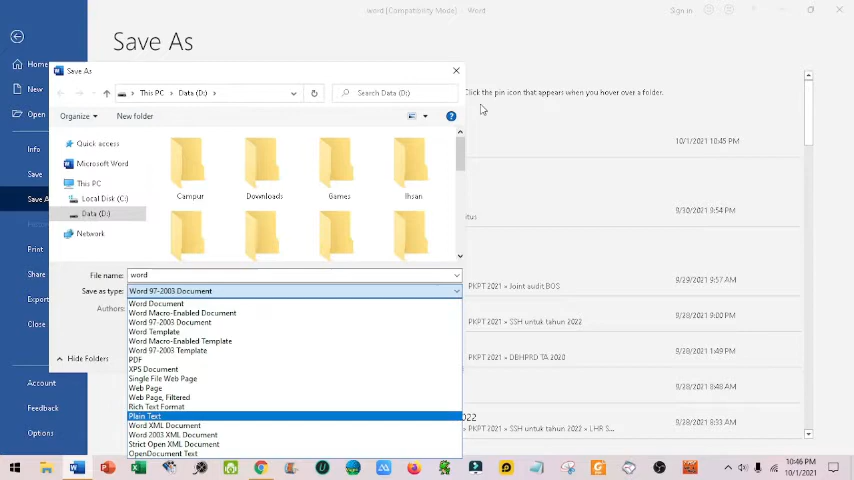 word [Compatibility Mode] - Word
Sign in
Save As
Home
New
Open
Info
Save
Save A
Print
Share
Export
Close
Account
Feedback
Options
Save As
This PC > Data (D:) >
Search Data (D:)
Organize
New folder
Quick access
Microsoft Word
This PC
Local Disk (C:)
Data (D:)
Network
Campur
Downloads
Games
Ihsan
File name: word
Save as type: Word 97-2003 Document
Authors:
Hide Folders
Word Document
Word Macro-Enabled Document
Word 97-2003 Document
Word Template
Word Macro-Enabled Template
Word 97-2003 Template
PDF
XPS Document
Single File Web Page
Web Page
Web Page, Filtered
Rich Text Format
Plain Text
Word XML Document
Word 2003 XML Document
Strict Open XML Document
OpenDocument Text
Click the pin icon that appears when you hover over a folder.
10/1/2021 10:45 PM
itus
9/30/2021 9:54 PM
PKPT 2021 » Joint audit BOS
9/29/2021 9:57 AM
PKPT 2021 » SSH untuk tahun 2022
9/28/2021 9:00 PM
PKPT 2021 » DBHPRD TA 2020
9/28/2021 1:49 PM
9/28/2021 8:48 AM
022
PKPT 2021 » SSH untuk tahun 2022 » LHR S...
9/28/2021 8:33 AM
10:46 PM
10/1/2021